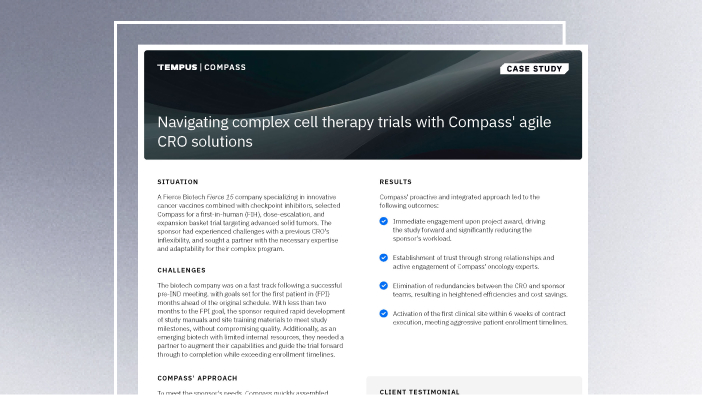 TEMPUS | COMPASS
CASE STUDY
Navigating complex cell therapy trials with Compass' agile
CRO solutions
SITUATION
A Fierce Biotech Fierce 15 company specializing in innovative
cancer vaccines combined with checkpoint inhibitors, selected
Compass for a first-in-human (FIH), dose-escalation, and
expansion basket trial targeting advanced solid tumors. The
sponsor had experienced challenges with a previous CRO's
inflexibility, and sought a partner with the necessary expertise
and adaptability for their complex program.
CHALLENGES
The biotech company was on a fast track following a successful
pre-IND meeting, with goals set for the first patient in (FPI)
months ahead of the original schedule. With less than two
months to the FPI goal, the sponsor required rapid development
of study manuals and site training materials to meet study
milestones, without compromising quality. Additionally, as an
emerging biotech with limited internal resources, they needed a
partner to augment their capabilities and guide the trial forward
through to completion while exceeding enrollment timelines.
COMPASS' APPROACH
To meet the sponsor's needs, Compass quickly assembled
RESULTS
Compass' proactive and integrated approach led to the
following outcomes:
Immediate engagement upon project award, driving
the study forward and significantly reducing the
sponsor's workload.
Establishment of trust through strong relationships and
active engagement of Compass' oncology experts.
Elimination of redundancies between the CRO and sponsor
teams, resulting in heightened efficiencies and cost savings.
Activation of the first clinical site within 6 weeks of contract
execution, meeting aggressive patient enrollment timelines.
CLIENT TESTIMONIAL